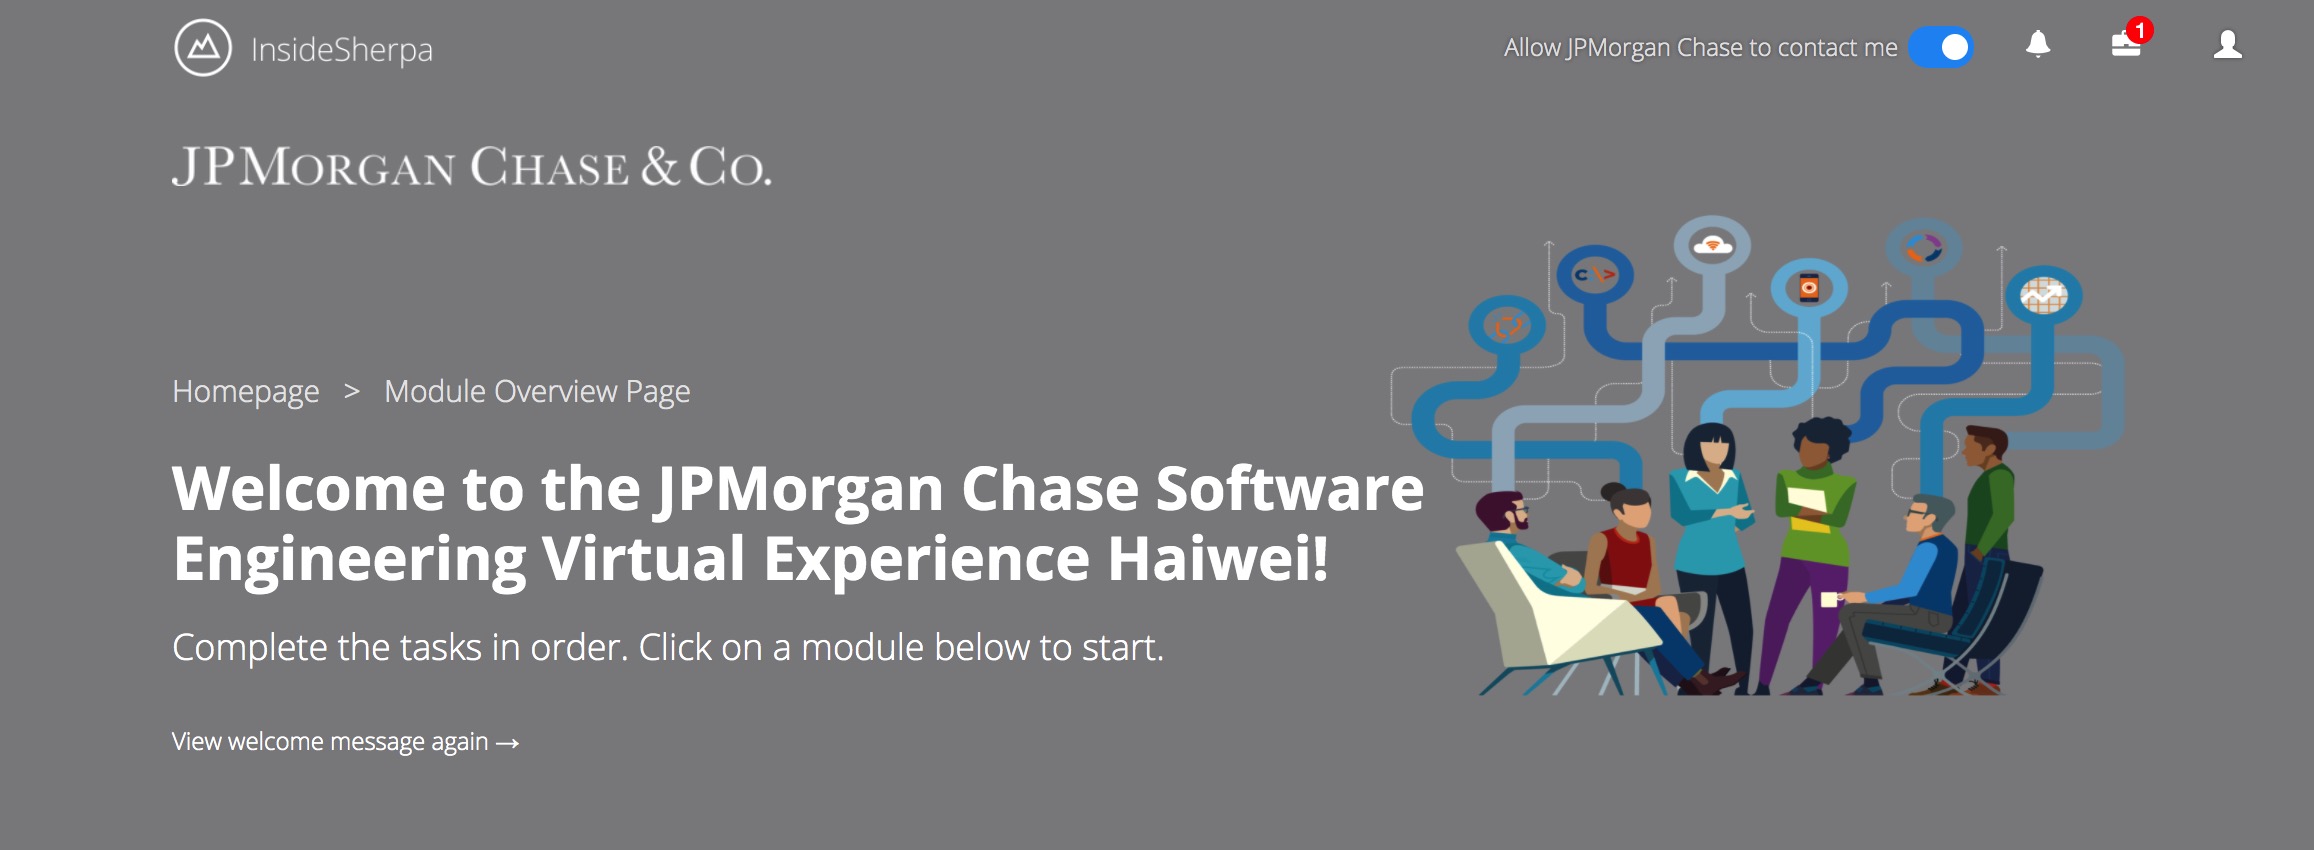 InsideSherpa
Allow JPMorgan Chase to contact me
1
JPMORGAN CHASE & CO.
Homepage > Module Overview Page
Welcome to the JPMorgan Chase Software
Engineering Virtual Experience Haiwei!
Complete the tasks in order. Click on a module below to start.
View welcome message again →